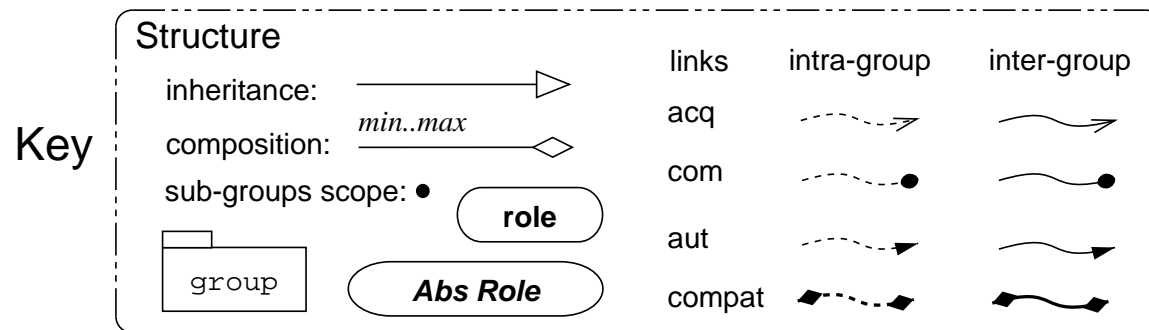 Key
Structure
inheritance:
min..max
composition:
sub-groups scope:
role
group
Abs Role
links intra-group inter-group
acq
com
aut
compat